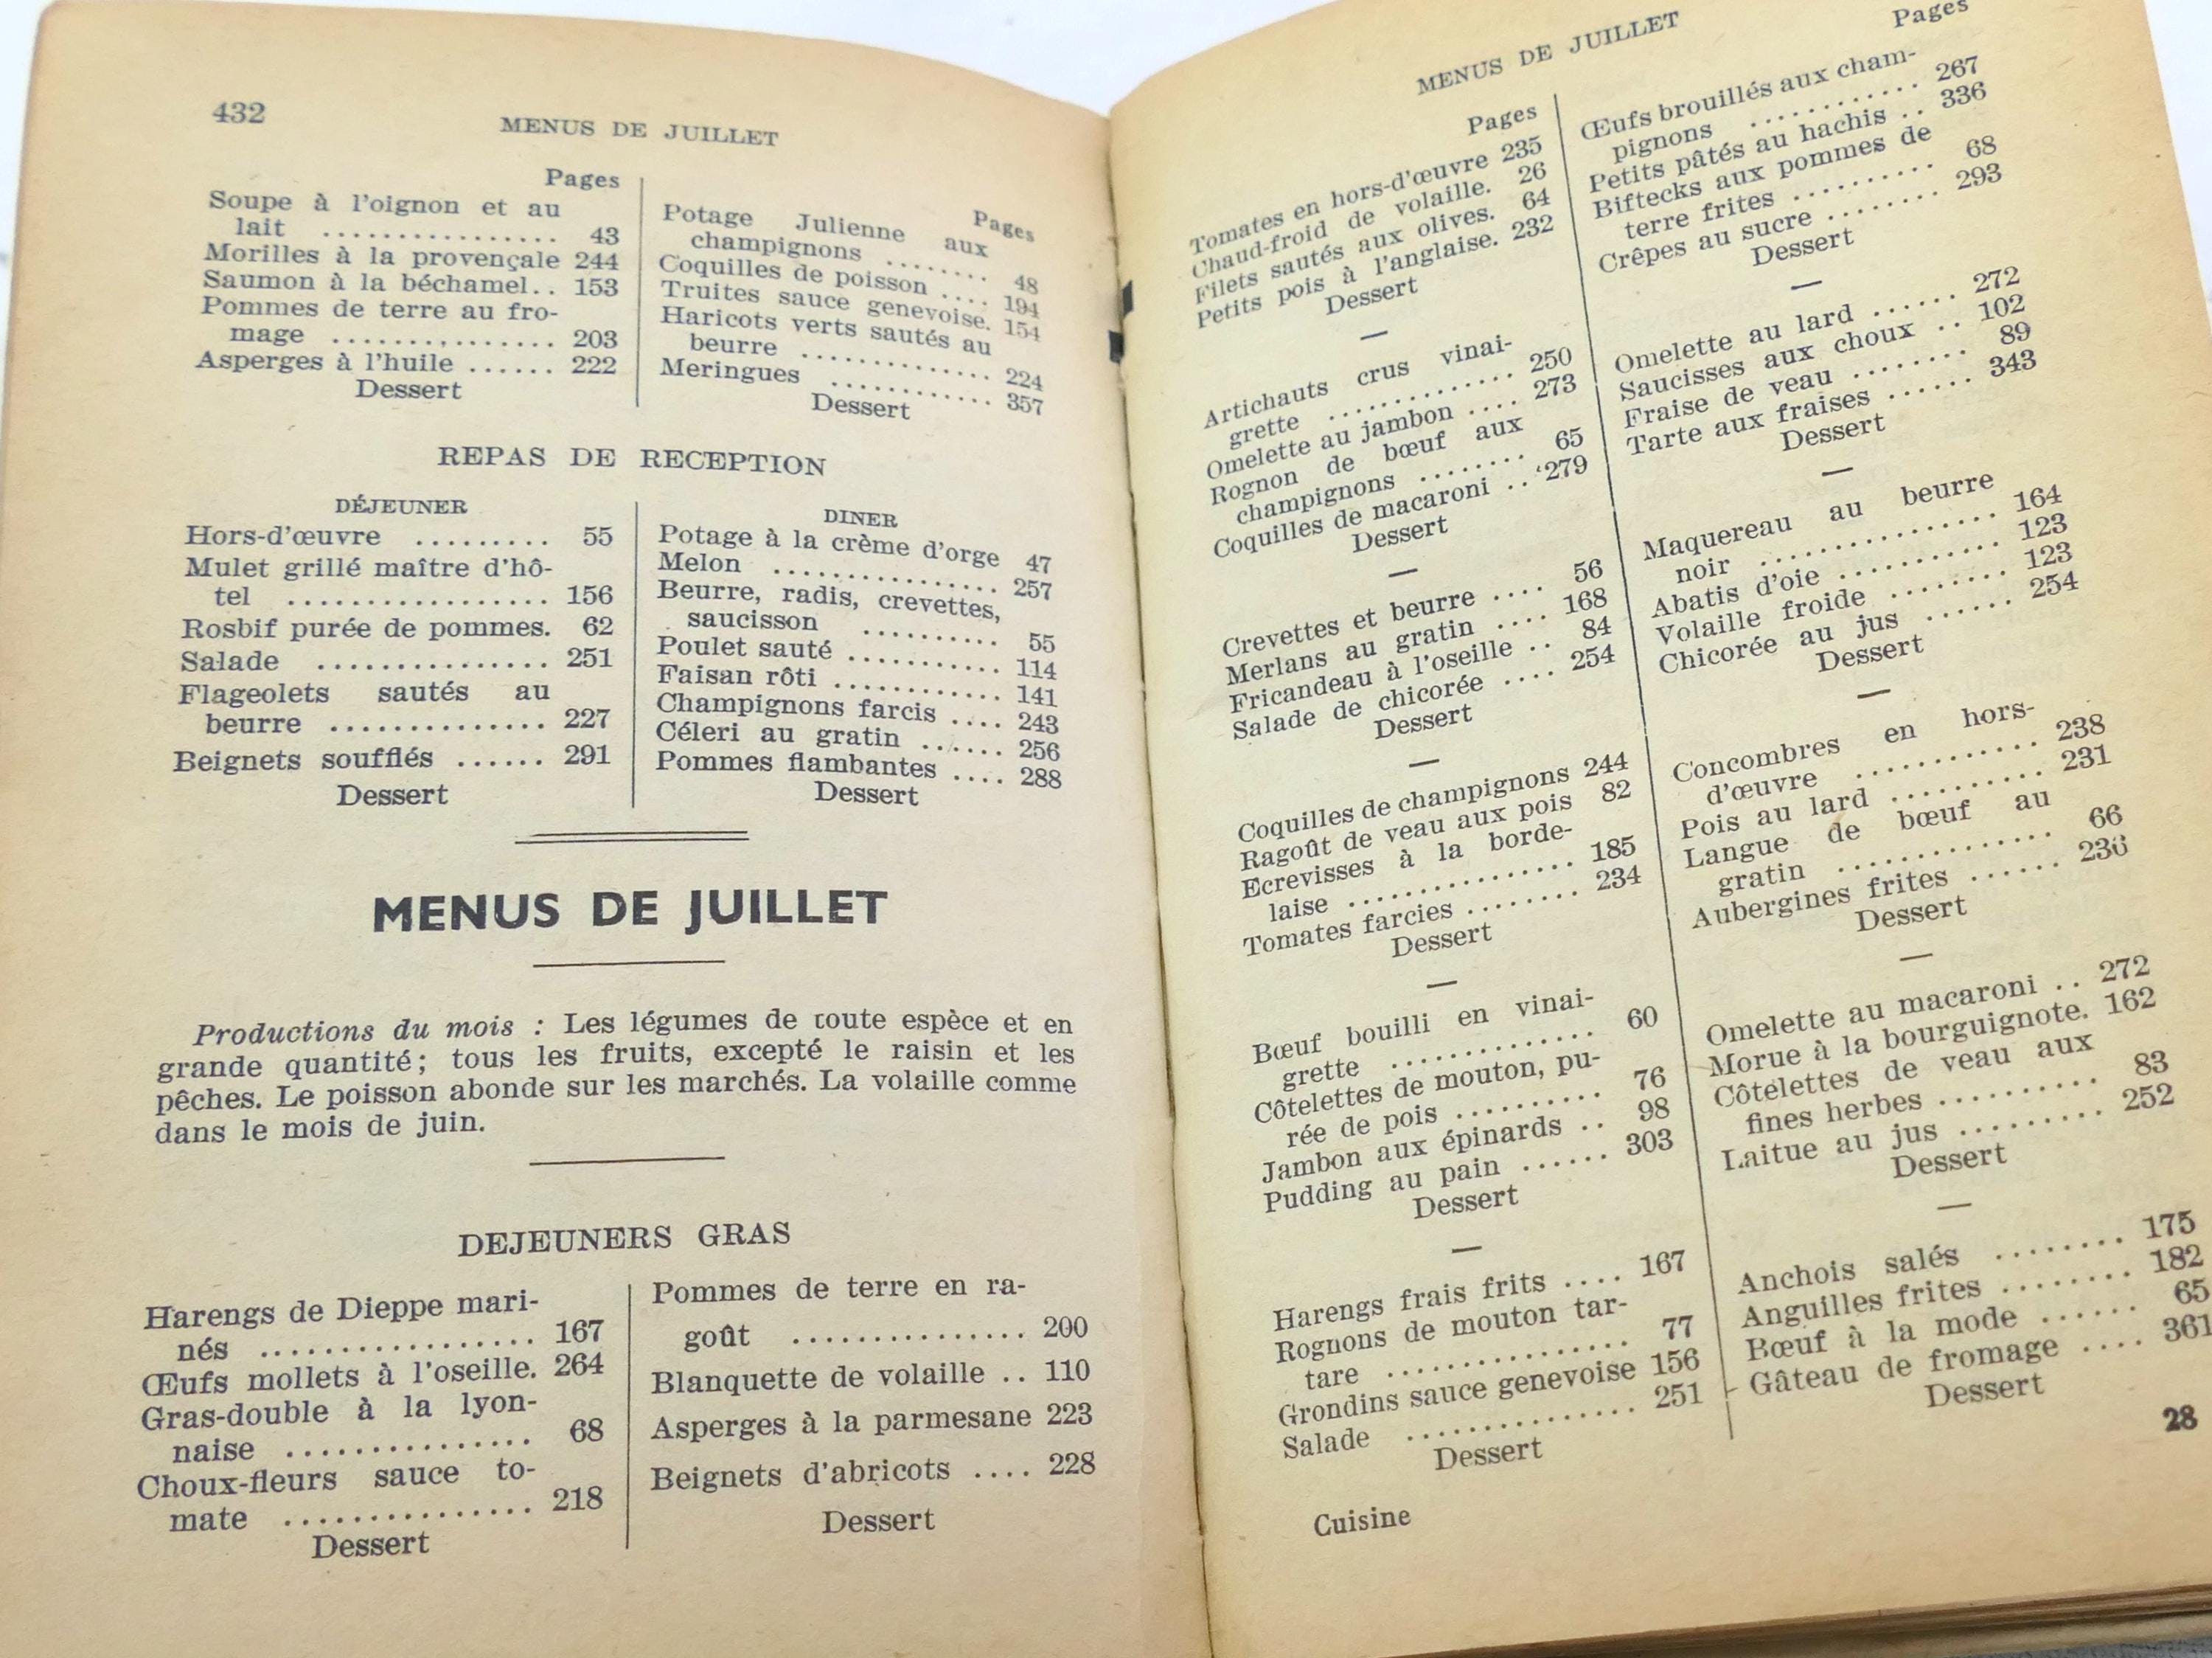 432
MENUS DE JUILLET
Pages
Soupe à l'oignon et au
lait ................ 43
Morilles à la provençale 244
Saumon à la béchamel.. 153
Pommes de terre au fro-
mage ............... 203
Asperges à l'huile ...... 222
Dessert
Pages
Potage Julienne aux
champignons ........ 48
Coquilles de poisson .... 194
Truites sauce genevoise. 154
Haricots verts sautés au
beurre ............. 224
Meringues ........... 357
Dessert
REPAS DE RECEPTION
DÉJEUNER
Hors-d'œuvre ......... 55
Mulet grillé maître d'hô-
tel ................. 156
Rosbif purée de pommes. 62
Salade ............... 251
Flageolets sautés au
beurre .............. 227
Beignets soufflés ...... 291
Dessert
DINER
Potage à la crème d'orge 47
Melon ............... 257
Beurre, radis, crevettes,
saucisson .......... 55
Poulet sauté ........... 114
Faisan rôti ............ 141
Champignons farcis .... 243
Céleri au gratin ...... 256
Pommes flambantes .... 288
Dessert
MENUS DE JUILLET
Productions du mois : Les légumes de toute espèce et en
grande quantité; tous les fruits, excepté le raisin et les
pêches. Le poisson abonde sur les marchés. La volaille comme
dans le mois de juin.
DEJEUNERS GRAS
Harengs de Dieppe mari-
nés ................. 167
Œufs mollets à l'oseille. 264
Gras-double à la lyon-
naise ............... 68
Choux-fleurs sauce to-
mate ............... 218
Dessert
Pommes de terre en ra-
goût ............... 200
Blanquette de volaille .. 110
Asperges à la parmesane 223
Beignets d'abricots .... 228
Dessert
MENUS DE JUILLET
Pages
Tomates en hors-d'œuvre 235
Chaud-froid de volaille. 26
Filets sautés aux olives. 64
Petits pois à l'anglaise. 232
Dessert
—
Artichauts crus vinai-
grette ............. 250
Omelette au jambon .... 273
Rognon de bœuf aux
champignons ........ 65
Coquilles de macaroni .. 279
Dessert
—
Crevettes et beurre .... 56
Merlans au gratin .... 168
Fricandeau à l'oseille .. 84
Salade de chicorée .... 254
Dessert
—
Coquilles de champignons 244
Ragoût de veau aux pois 82
Ecrevisses à la borde-
laise ............... 185
Tomates farcies ........ 234
Dessert
—
Bœuf bouilli en vinai-
grette .............. 60
Côtelettes de mouton, pu-
rée de pois .......... 76
Jambon aux épinards .. 98
Pudding au pain ...... 303
Dessert
—
Harengs frais frits .... 167
Rognons de mouton tar-
tare ................ 77
Grondins sauce genevoise 156
Salade .............. 251
Dessert
Pages
Œufs brouillés aux cham-
pignons ........... 267
Petits pâtés au hachis .. 336
Biftecks aux pommes de
terre frites .......... 68
Crêpes au sucre ........ 293
Dessert
—
Omelette au lard ...... 272
Saucisses aux choux .. 102
Fraise de veau ........ 89
Tarte aux fraises ...... 343
Dessert
—
Maquereau au beurre
noir ............... 164
Abatis d'oie .......... 123
Volaille froide ........ 123
Chicorée au jus ...... 254
Dessert
—
Concombres en hors-
d'œuvre ........... 238
Pois au lard .......... 231
Langue de bœuf au
gratin ............. 66
Aubergines frites ...... 236
Dessert
—
Omelette au macaroni .. 272
Morue à la bourguignote. 162
Côtelettes de veau aux
fines herbes .......... 83
Laitue au jus ......... 252
Dessert
—
Anchois salés ........ 175
Anguilles frites ........ 182
Bœuf à la mode ...... 65
Gâteau de fromage .... 361
Dessert
Cuisine
28